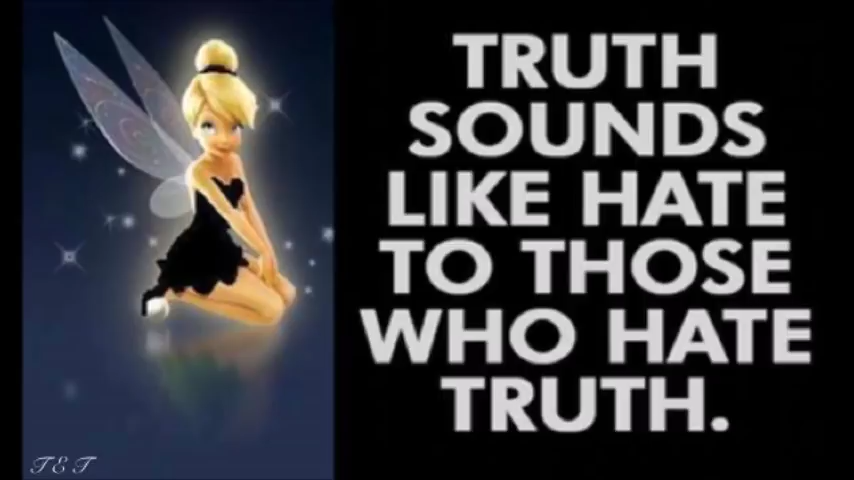 TRUTH
SOUNDS
LIKE HATE
TO THOSE
WHO HATE
TRUTH.
T&T